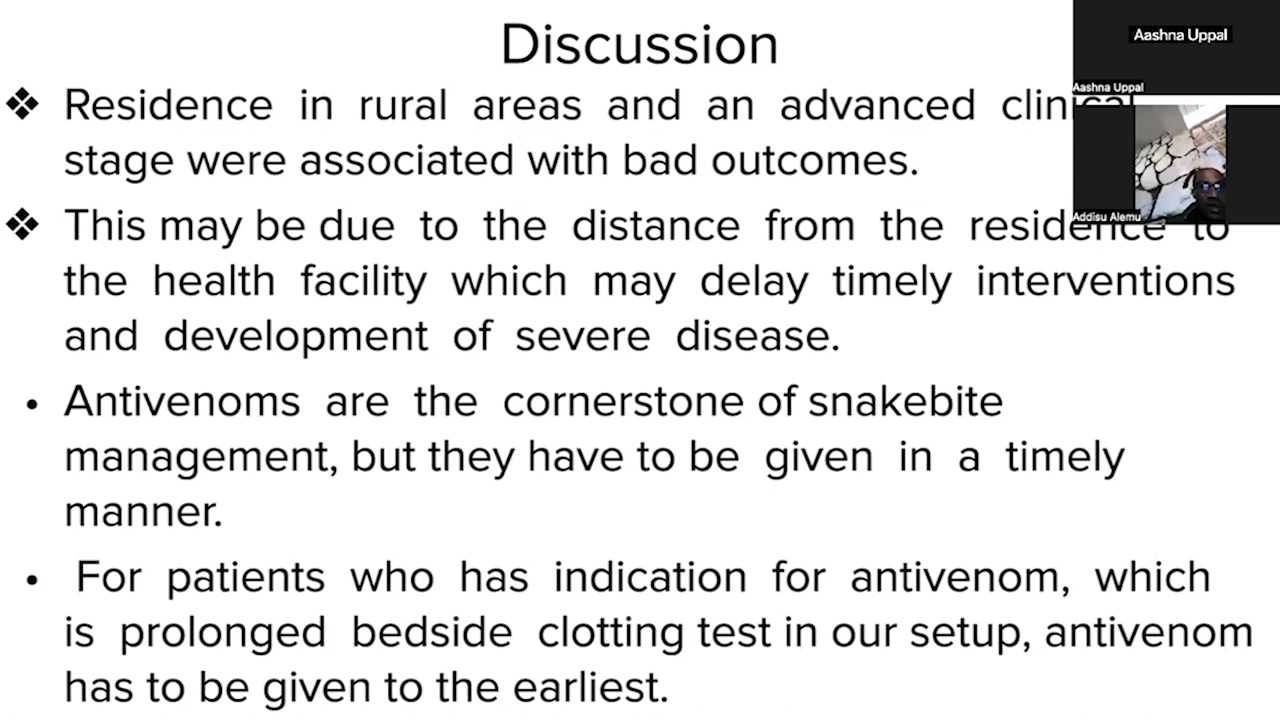 Discussion
❖ Residence in rural areas and an advanced clinical
stage were associated with bad outcomes.
❖ This may be due to the distance from the residence to
the health facility which may delay timely interventions
and development of severe disease.
• Antivenoms are the cornerstone of snakebite
management, but they have to be given in a timely
manner.
• For patients who has indication for antivenom, which
is prolonged bedside clotting test in our setup, antivenom
has to be given to the earliest.
Aashna Uppal
Aashna Uppal
Addisu Alemu